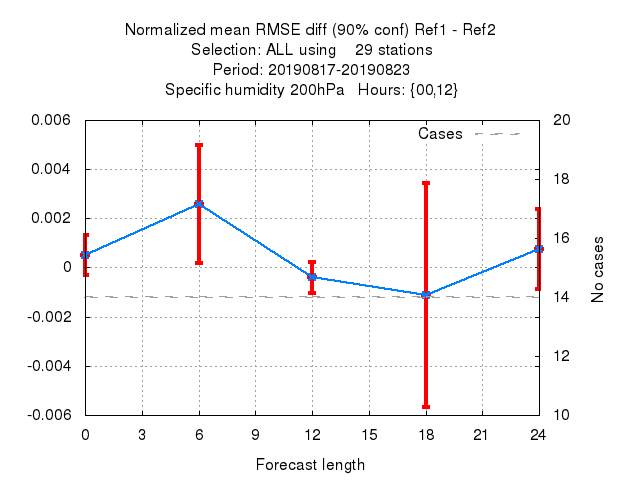 Normalized mean RMSE diff (90% conf) Ref1 - Ref2
Selection: ALL using    29 stations
Period: 20190817-20190823
Specific humidity 200hPa   Hours: {00,12}
Cases
0.006
0.004
0.002
0
-0.002
-0.004
-0.006
20
18
16
14
12
10
No cases
0 3 6 9 12 15 18 21 24
Forecast length